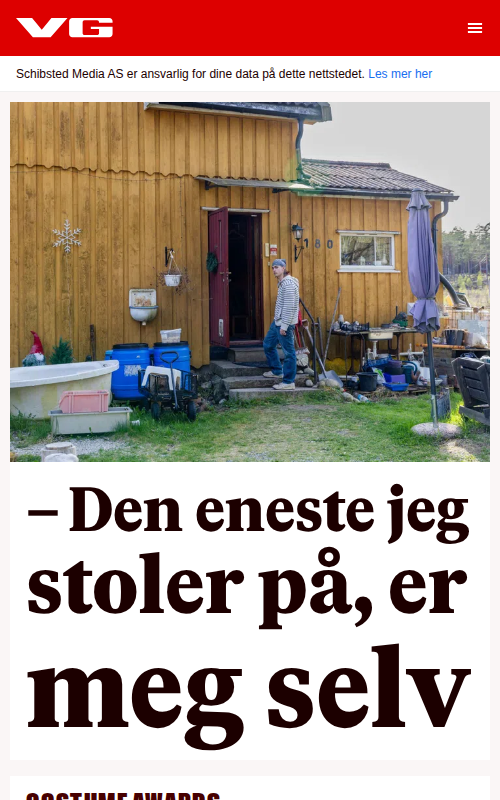 VG
Schibsted Media AS er ansvarlig for dine data på dette nettstedet. Les mer her
180
– Den eneste jeg
stoler på, er
meg selv
COSTUME AWARDS